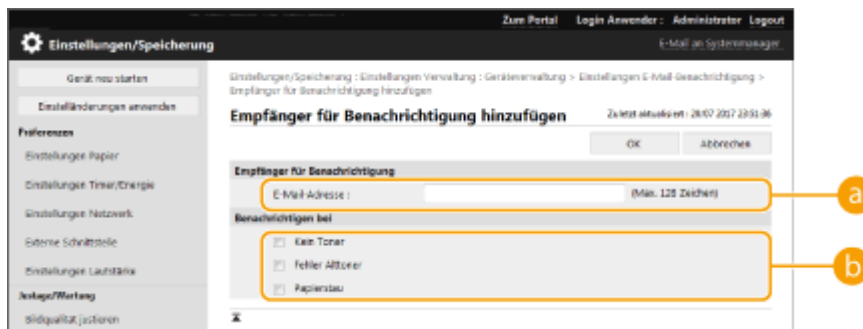 Zum Portal Login Anwender : Administrator Logout
Einstellungen/Speicherung
E-Mail an Systemmanager
Gerät neu starten
Einstelländerungen anwenden
Präferenzen
Einstellungen Papier
Einstellungen Timer/Energie
Einstellungen Netzwerk
Externe Schnittstelle
Einstellungen Lautstärke
Justage/Wartung
Bildqualität justieren
Einstellungen/Speicherung : Einstellungen Verwaltung : Geräteverwaltung > Einstellungen E-Mail-Benachrichtigung >
Empfänger für Benachrichtigung hinzufügen
Empfänger für Benachrichtigung hinzufügen
Zuletzt aktualisiert : 28/07 2017 23:51:36
OK Abbrechen
Empfänger für Benachrichtigung
E-Mail-Adresse : (Max. 128 Zeichen)
a
Benachrichtigen bei
Kein Toner
Fehler Alttoner
Papierstau
b